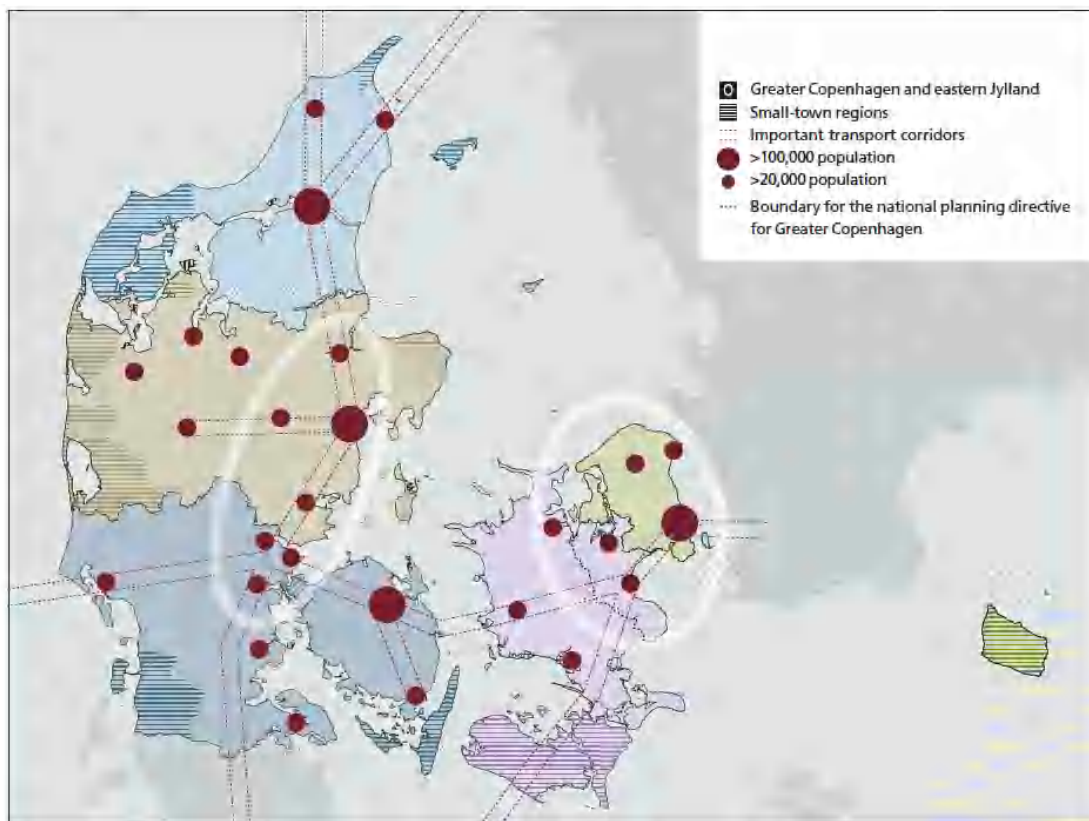 Greater Copenhagen and eastern Jylland
Small-town regions
Important transport corridors
>100,000 population
>20,000 population
Boundary for the national planning directive
for Greater Copenhagen